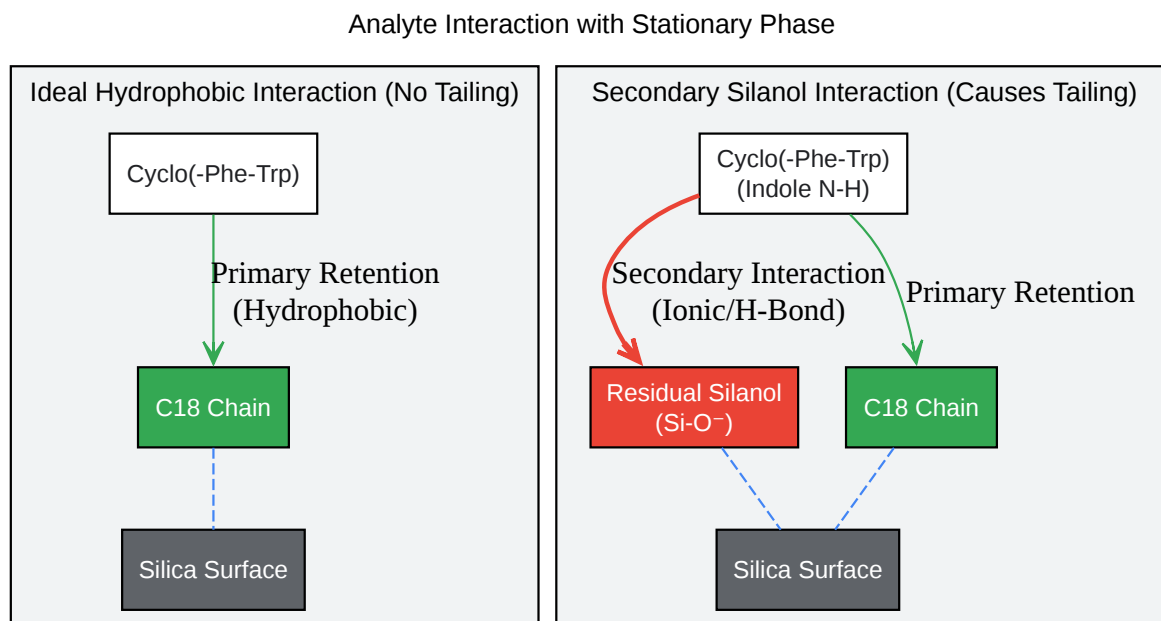 Analyte Interaction with Stationary Phase
Ideal Hydrophobic Interaction (No Tailing)
Cyclo(-Phe-Trp)
Primary Retention
(Hydrophobic)
C18 Chain
Silica Surface
Secondary Silanol Interaction (Causes Tailing)
Cyclo(-Phe-Trp)
(Indole N-H)
Secondary Interaction
(Ionic/H-Bond)
Primary Retention
Residual Silanol
(Si-O⁻)
C18 Chain
Silica Surface